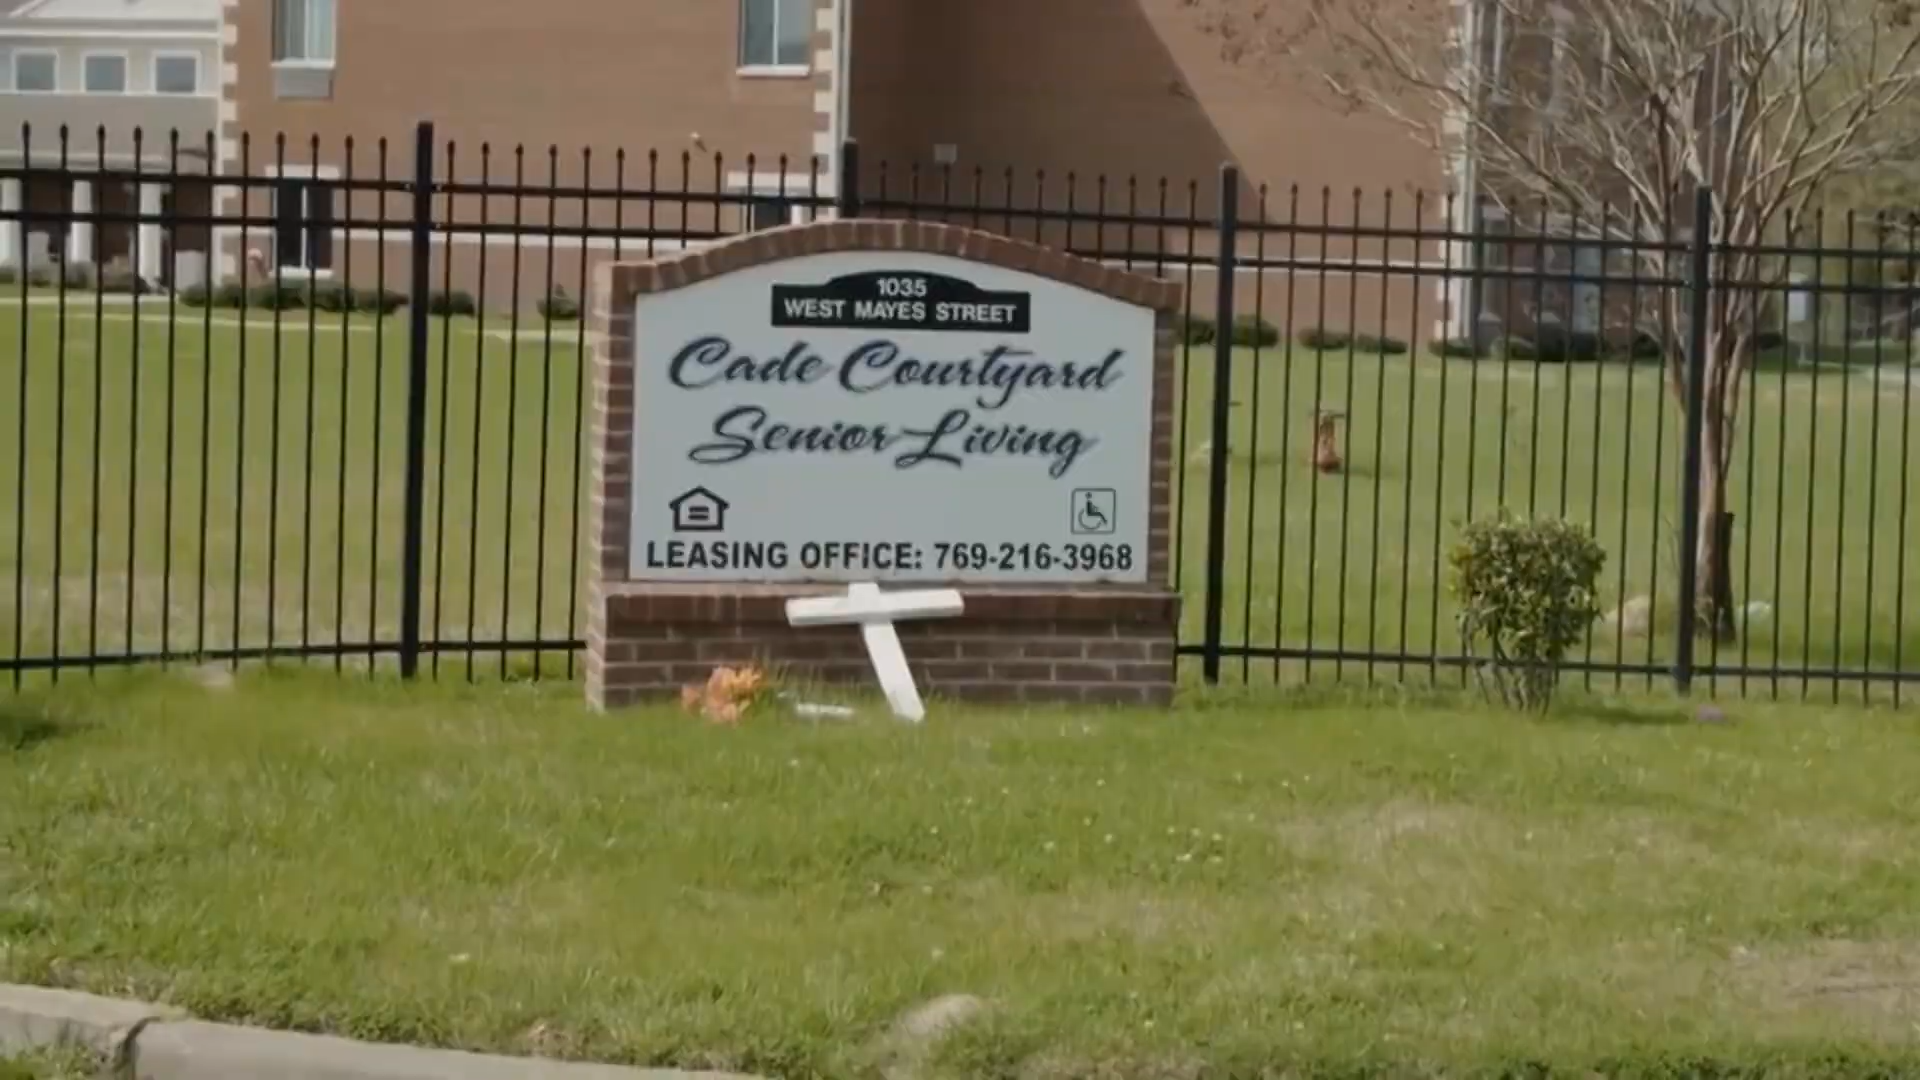 1035
WEST MAYES STREET
Cade Courtyard
Senior Living
LEASING OFFICE: 769-216-3968